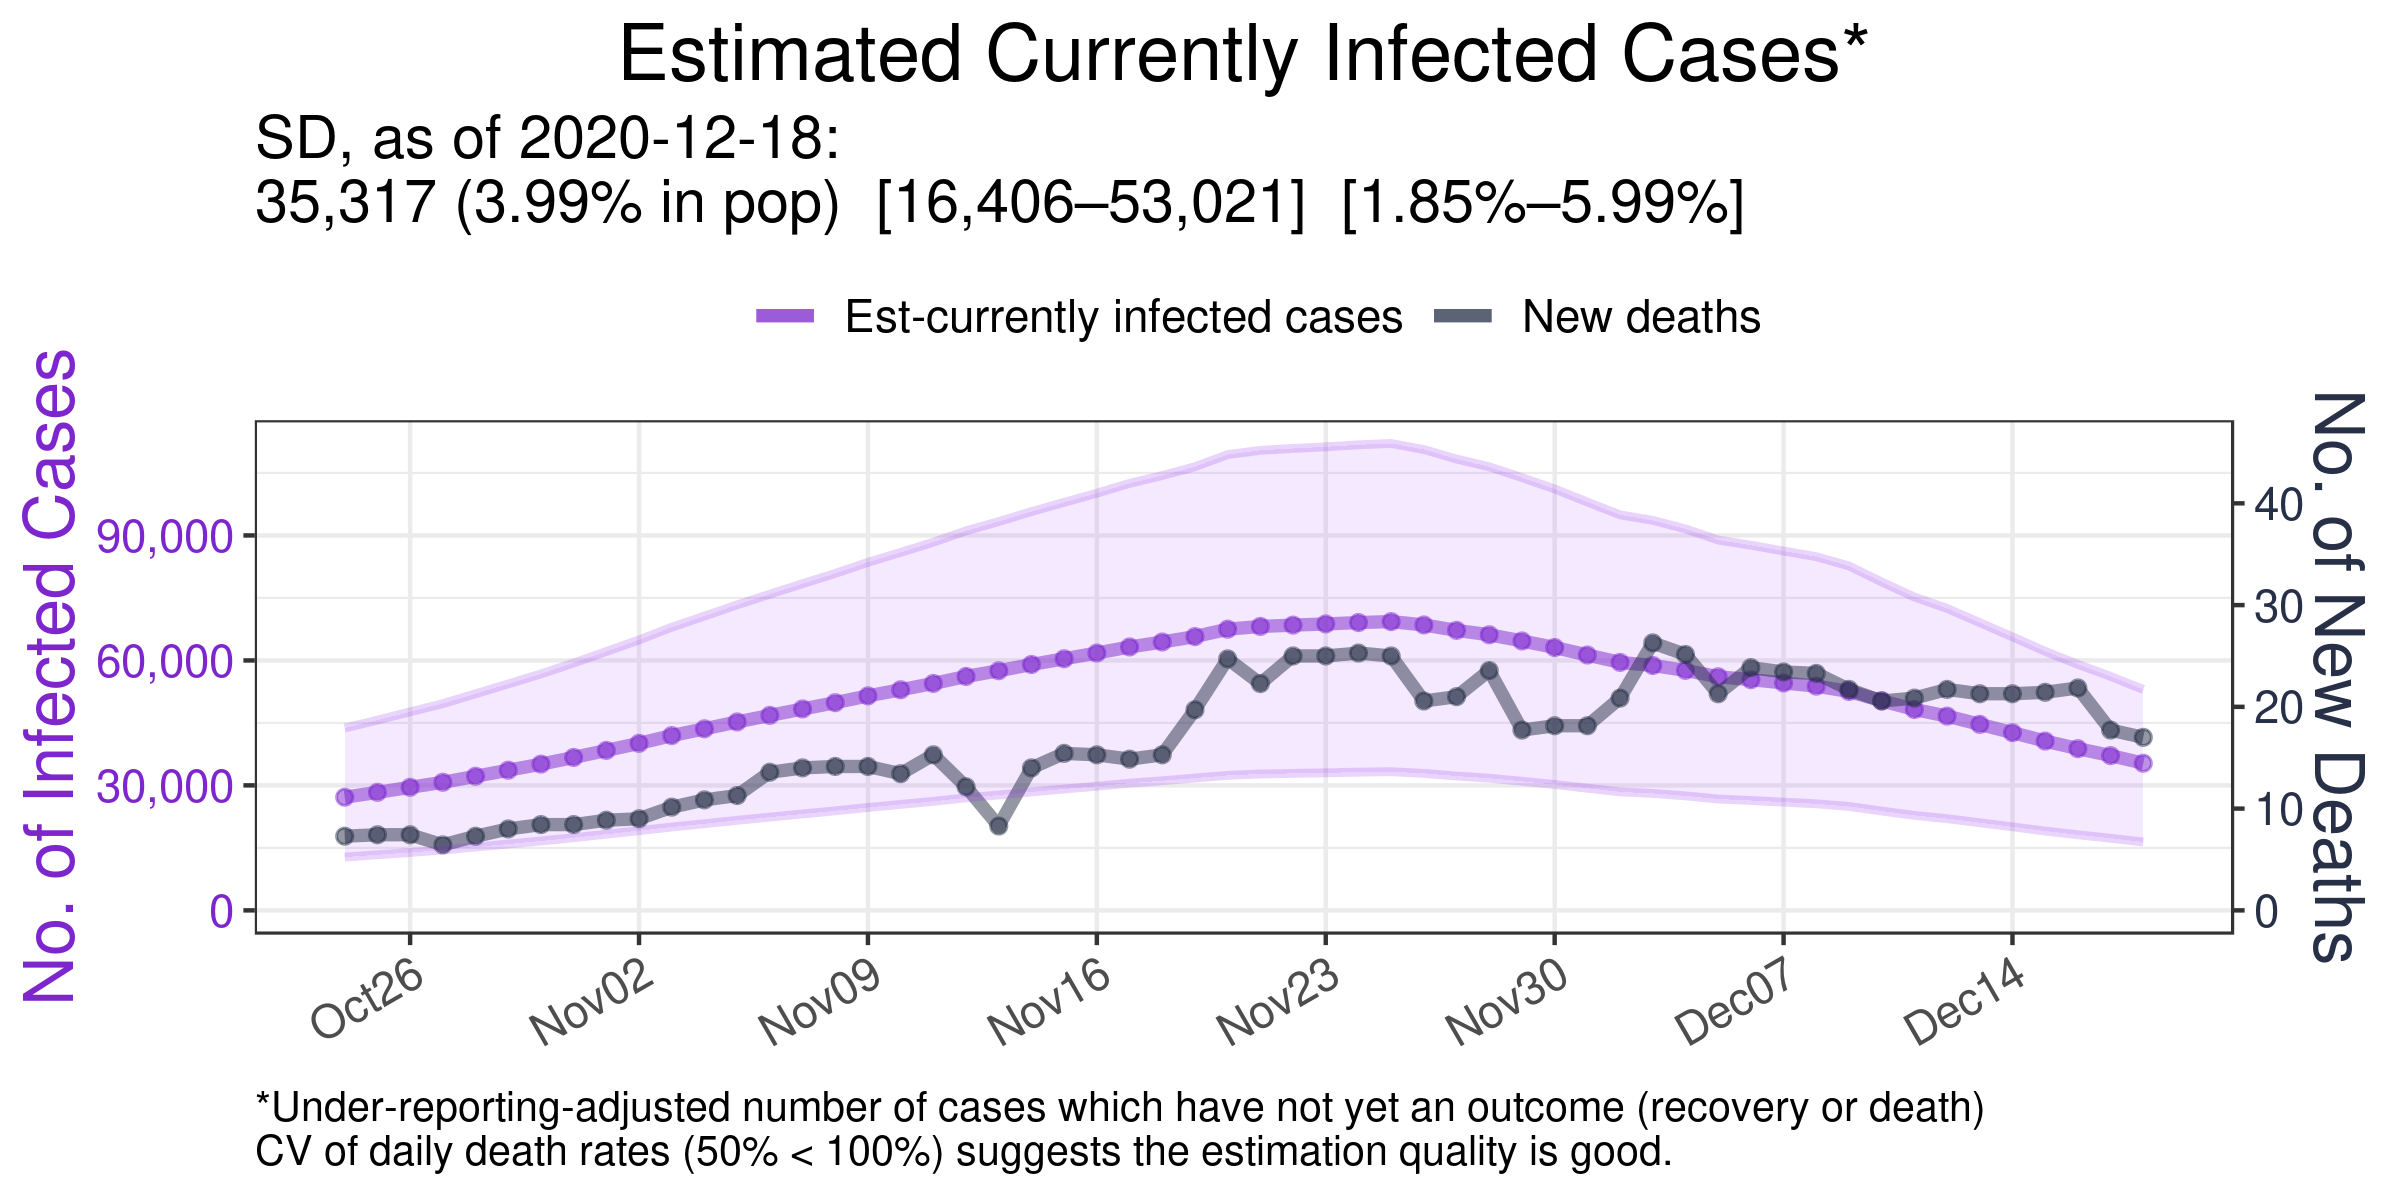 Estimated Currently Infected Cases*
SD, as of 2020-12-18:
35,317 (3.99% in pop)  [16,406–53,021]  [1.85%–5.99%]
Est-currently infected cases
New deaths
No. of Infected Cases
90,000
60,000
30,000
0
No. of New Deaths
40
30
20
10
0
Oct26
Nov02
Nov09
Nov16
Nov23
Nov30
Dec07
Dec14
*Under-reporting-adjusted number of cases which have not yet an outcome (recovery or death)
CV of daily death rates (50% < 100%) suggests the estimation quality is good.